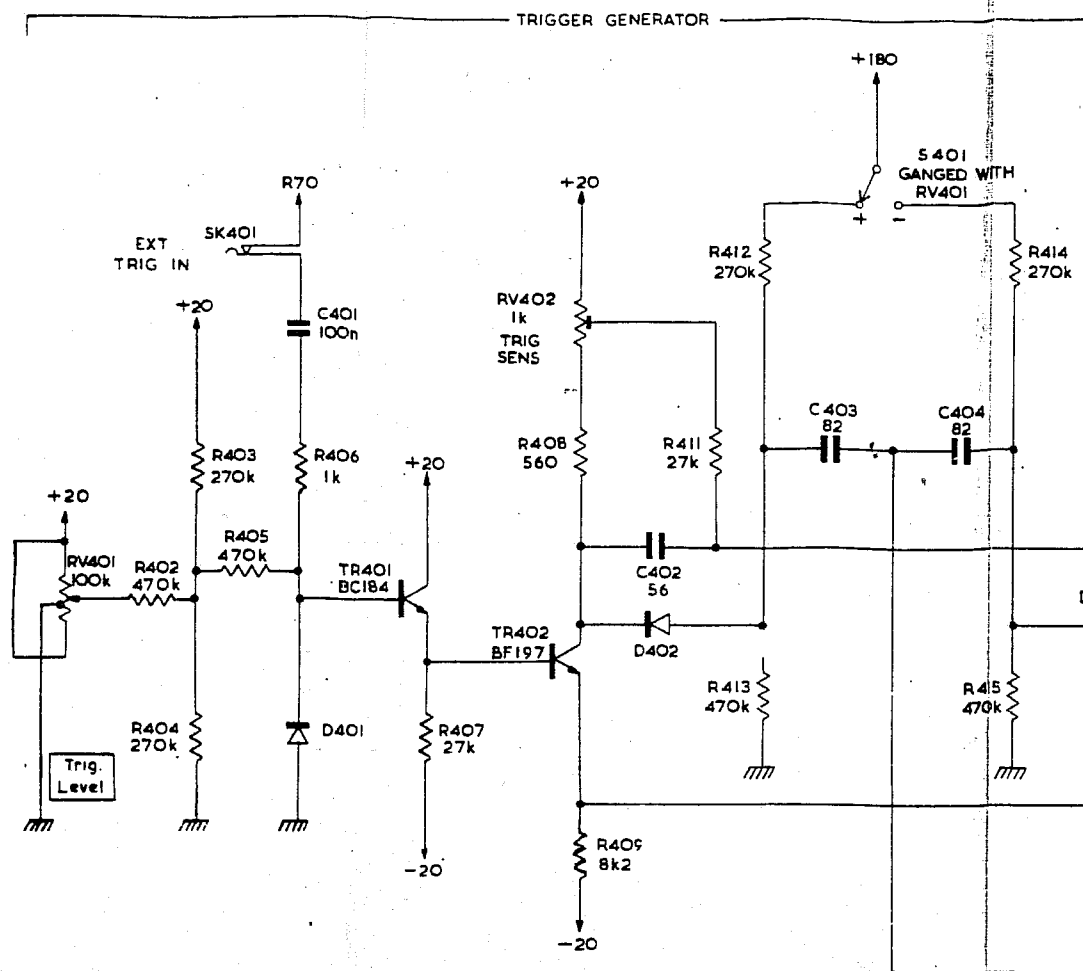 TRIGGER GENERATOR
+180
S401
GANGED WITH
RV401
+
-
R70
SK401
EXT
TRIG IN
+20
C401
100n
+20
RV402
1k
TRIG
SENS
R412
270k
R414
270k
R403
270k
R406
1k
+20
R408
560
R411
27k
C403
82
C404
82
+20
RV401
100k
R402
470k
R405
470k
TR401
BC184
C402
56
TR402
BF197
D402
R413
470k
R415
470k
R404
270k
D401
R407
27k
Trig.
Level
-20
R409
8k2
-20